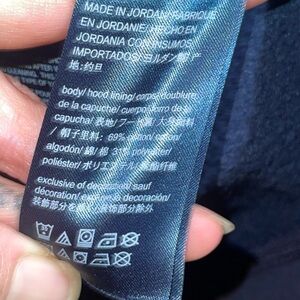 MADE IN JORDAN/FABRIQUÉ
EN JORDANIE/HECHO EN
JORDANIA CON INSUMOS
IMPORTADOS/ヨルダン製/产
地:约旦
body/ hood lining/ corps/ doublure
de la capuche/ cuerpo/forro de la
capucha/ 表地/フード裏/ 大身面料
/ 帽子里料: 69% cotton/ coton/
algodón/ 綿/ 棉 31% polyester/
poliéster/ ポリエステル/ 聚酯纤维
exclusive of decoration/ sauf
décoration/ exclusiva de decoración/
装飾部分を除く/ 装饰部分除外